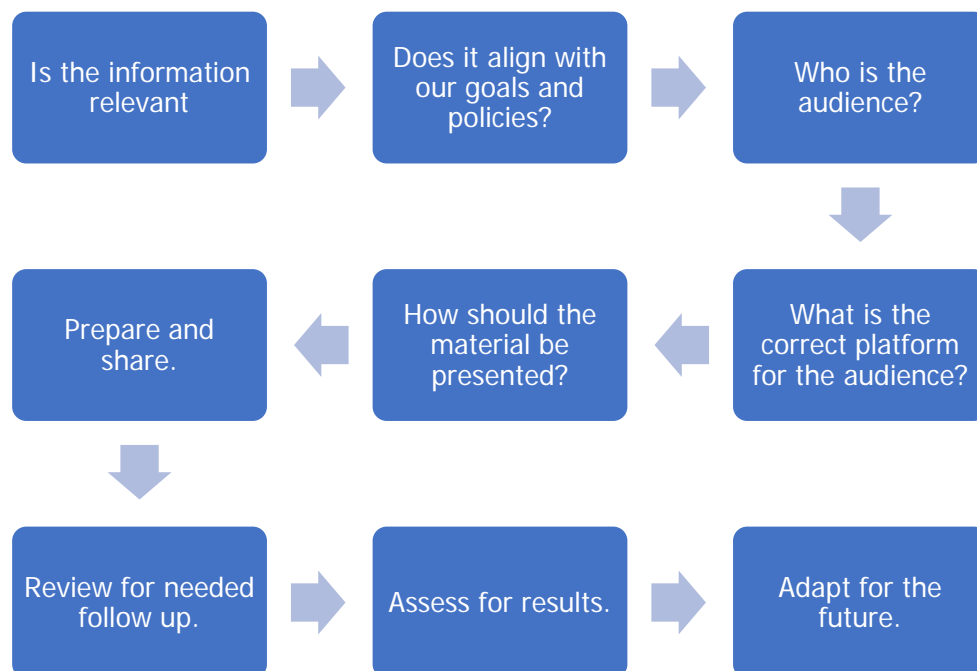 Is the information
relevant
Does it align with
our goals and
policies?
Who is the
audience?
What is the
correct platform
for the audience?
How should the
material be
presented?
Prepare and
share.
Review for needed
follow up.
Assess for results.
Adapt for the
future.